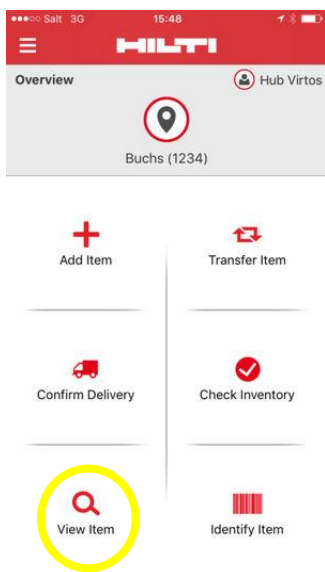 Salt 3G 15:48
HILTI
Overview Hub Virtos
Buchs (1234)
Add Item Transfer Item
Confirm Delivery Check Inventory
View Item Identify Item